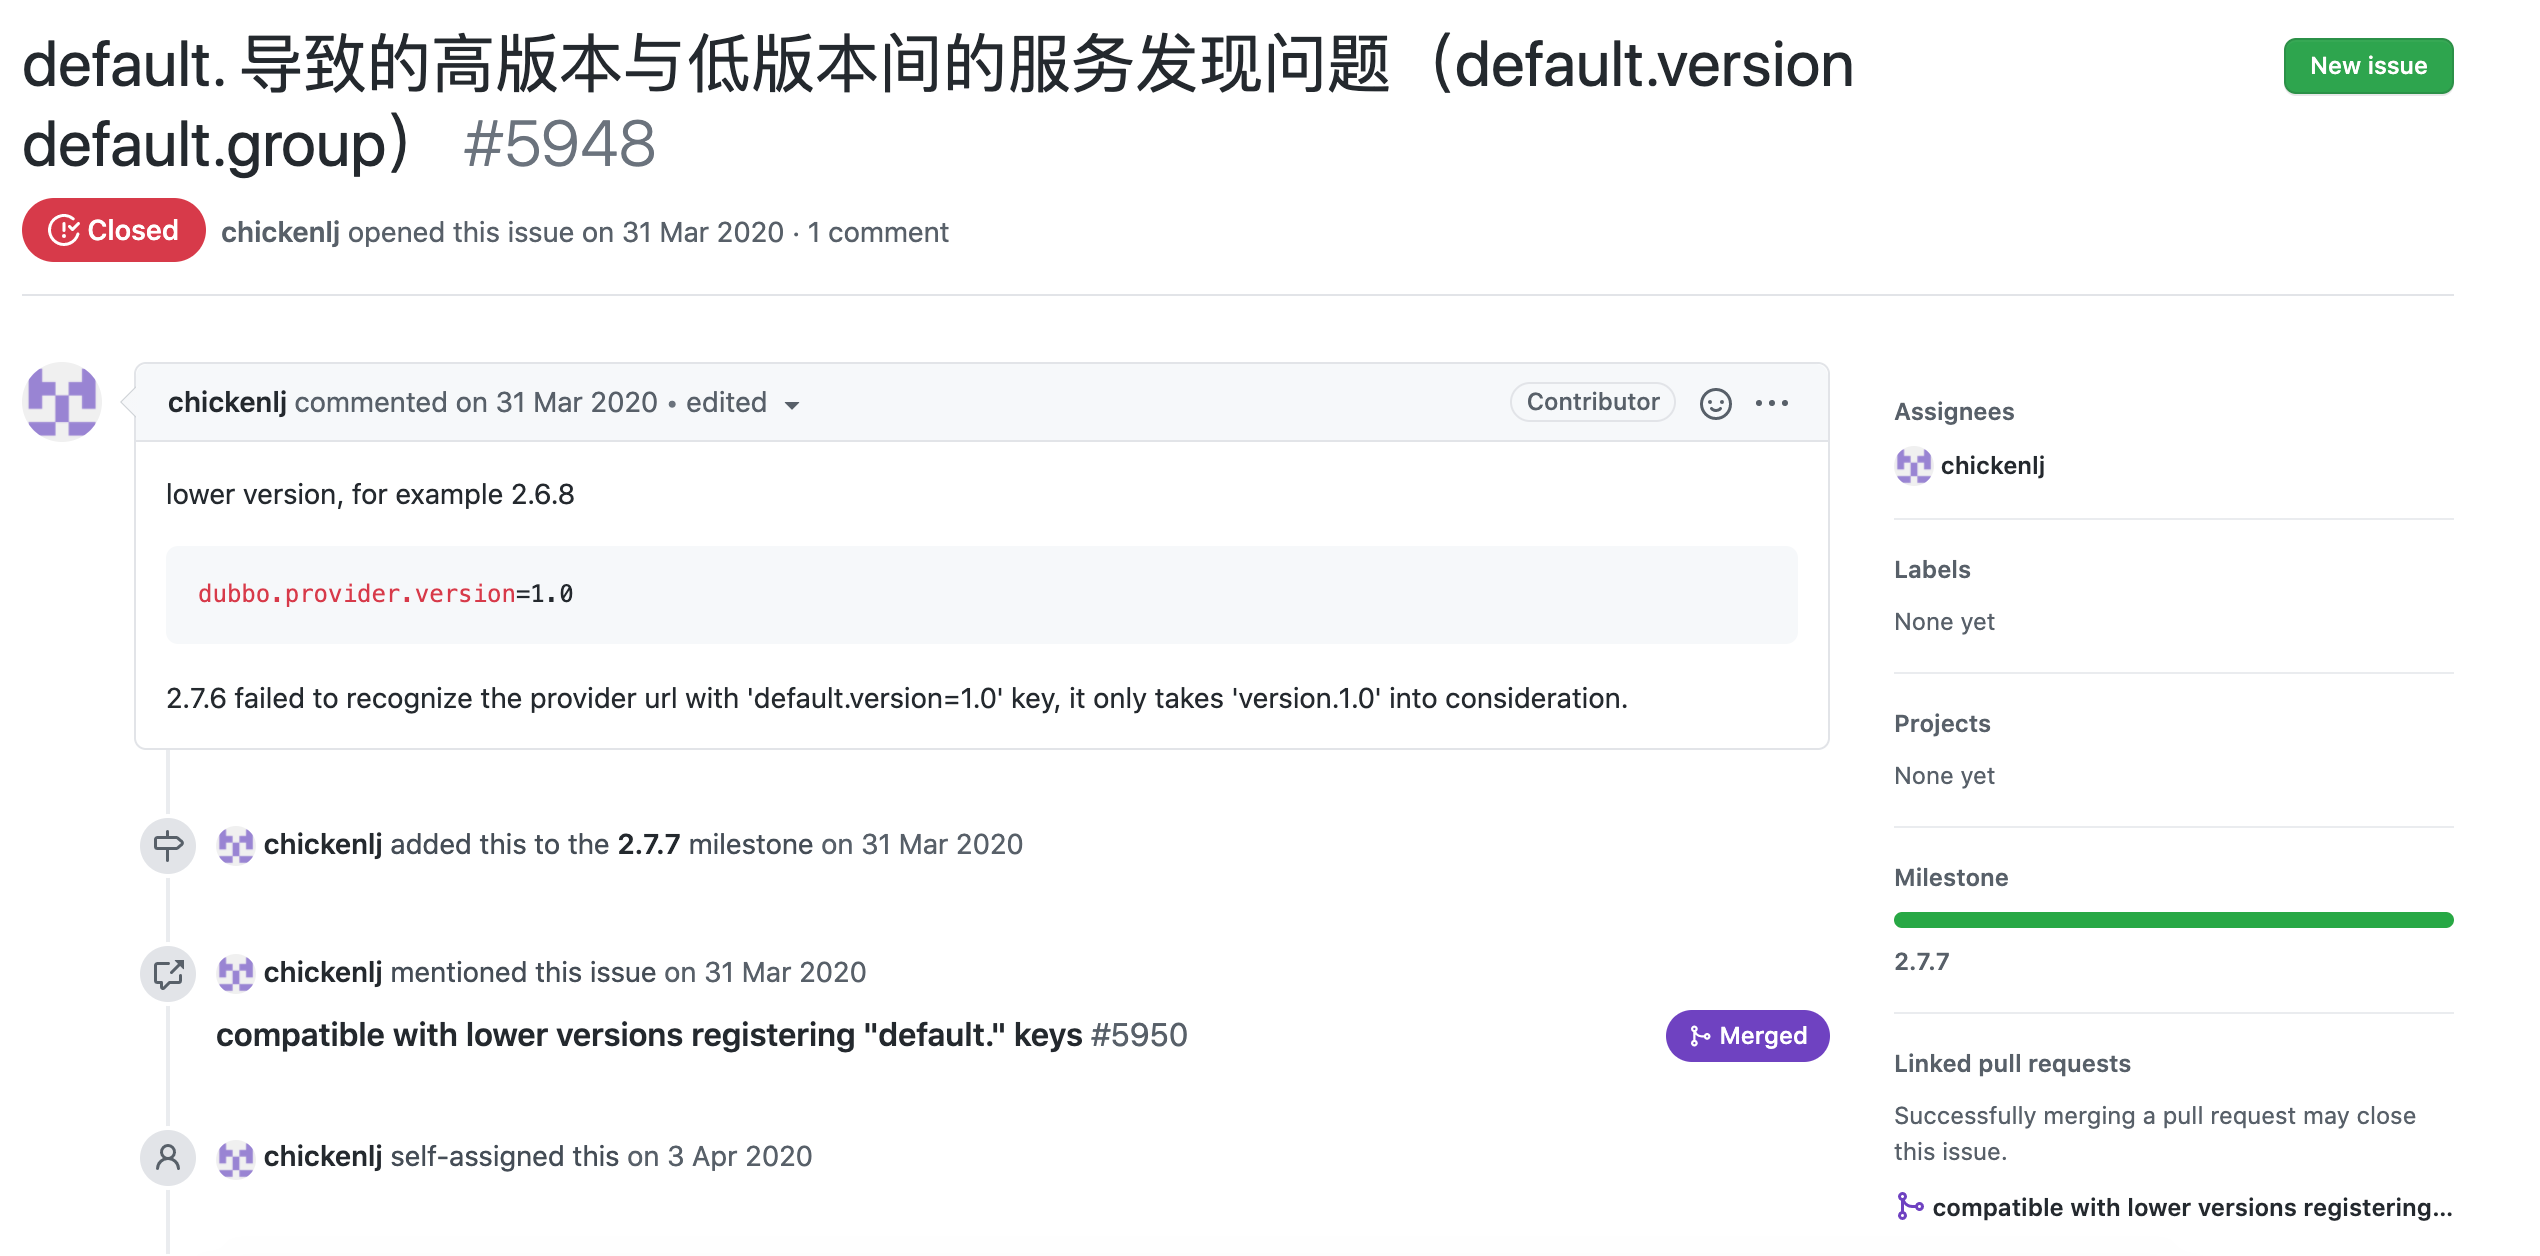 default. 导致的高版本与低版本间的服务发现问题（default.version
default.group） #5948
New issue
Closed
chickenlj opened this issue on 31 Mar 2020 · 1 comment
chickenlj commented on 31 Mar 2020 • edited
Contributor
lower version, for example 2.6.8
dubbo.provider.version=1.0
2.7.6 failed to recognize the provider url with 'default.version=1.0' key, it only takes 'version.1.0' into consideration.
chickenlj added this to the 2.7.7 milestone on 31 Mar 2020
chickenlj mentioned this issue on 31 Mar 2020
compatible with lower versions registering "default." keys #5950
Merged
chickenlj self-assigned this on 3 Apr 2020
Assignees
chickenlj
Labels
None yet
Projects
None yet
Milestone
2.7.7
Linked pull requests
Successfully merging a pull request may close
this issue.
compatible with lower versions registering...